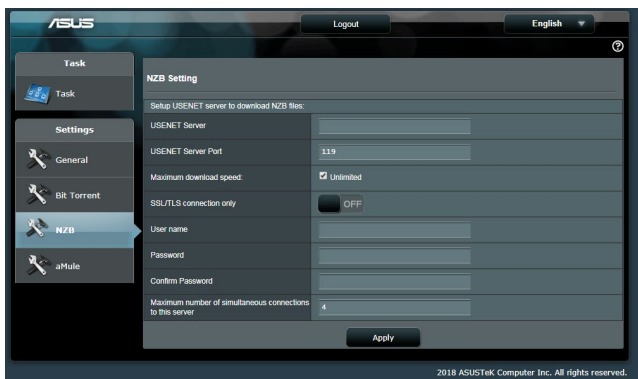 ASUS
Logout
English
Task
Task
Settings
General
Bit Torrent
NZB
aMule
NZB Setting
Setup USENET server to download NZB files:
USENET Server
USENET Server Port
119
Maximum download speed:
Unlimited
SSL/TLS connection only
OFF
User name
Password
Confirm Password
Maximum number of simultaneous connections
to this server
4
Apply
2018 ASUSTeK Computer Inc. All rights reserved.